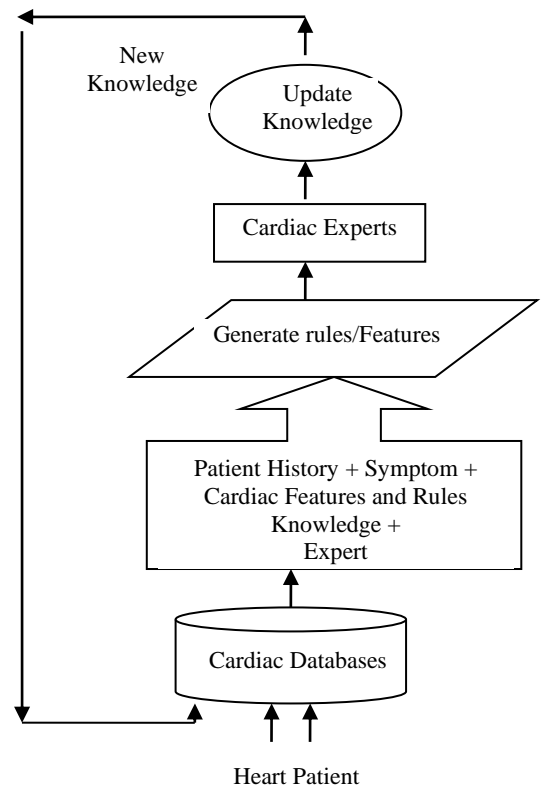 New
Knowledge
Update
Knowledge
Cardiac Experts
Generate rules/Features
Patient History + Symptom +
Cardiac Features and Rules
Knowledge +
Expert
Cardiac Databases
Heart Patient